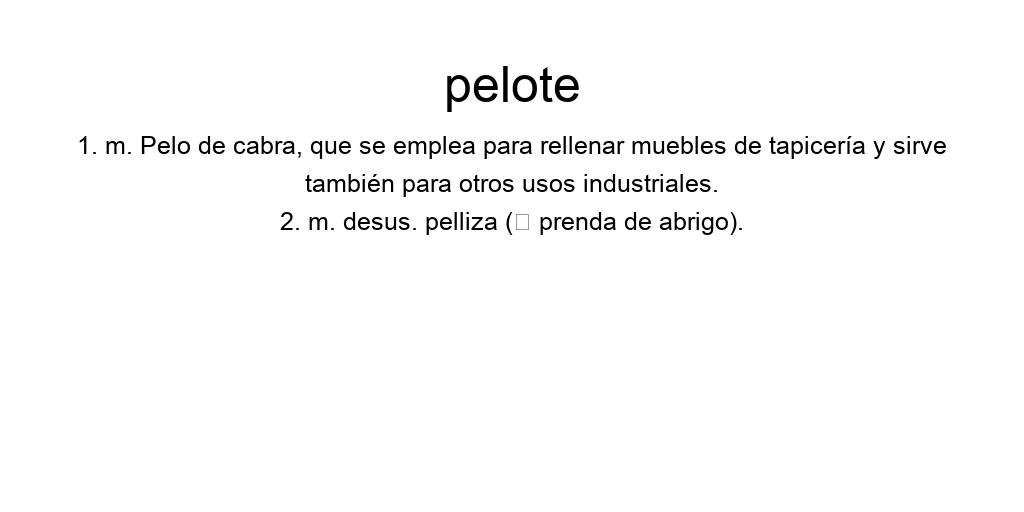 pelote
1. m. Pelo de cabra, que se emplea para rellenar muebles de tapicería y sirve
también para otros usos industriales.
2. m. desus. pelliza (□ prenda de abrigo).